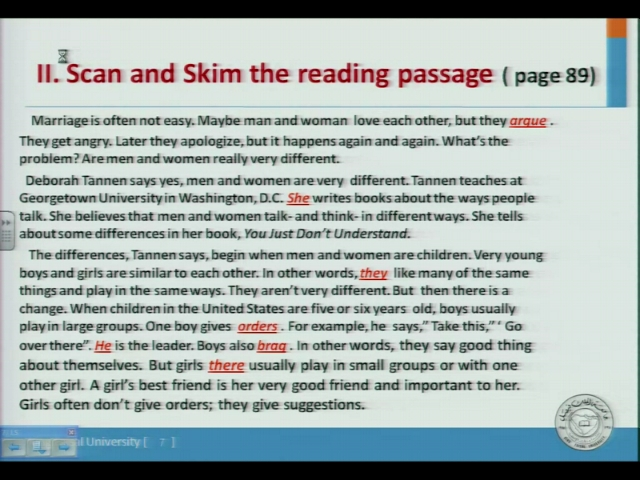 II. Scan and Skim the reading passage ( page 89)
Marriage is often not easy. Maybe man and woman love each other, but they argue .
They get angry. Later they apologize, but it happens again and again. What's the
problem? Are men and women really very different.
Deborah Tannen says yes, men and women are very different. Tannen teaches at
Georgetown University in Washington, D.C. She writes books about the ways people
talk. She believes that men and women talk- and think- in different ways. She tells
about some differences in her book, You Just Don't Understand.
The differences, Tannen says, begin when men and women are children. Very young
boys and girls are similar to each other. In other words, they like many of the same
things and play in the same ways. They aren't very different. But then there is a
change. When children in the United States are five or six years old, boys usually
play in large groups. One boy gives orders . For example, he says," Take this," ' Go
over there". He is the leader. Boys also brag . In other words, they say good thing
about themselves. But girls there usually play in small groups or with one
other girl. A girl's best friend is her very good friend and important to her.
Girls often don't give orders; they give suggestions.
al University [ 7 ]